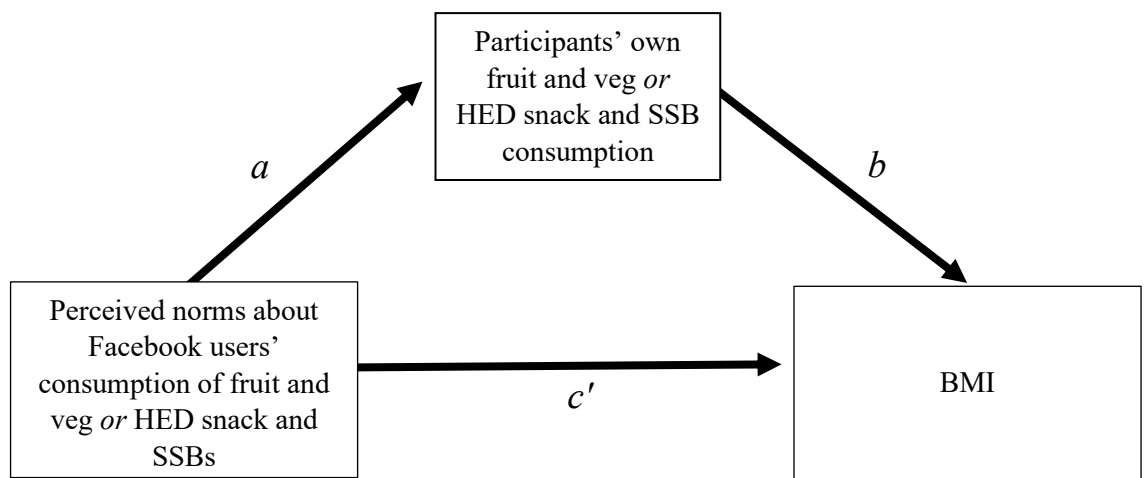 Participants’ own
fruit and veg or
HED snack and SSB
consumption
a
b
Perceived norms about
Facebook users’
consumption of fruit and
veg or HED snack and
SSBs
c'
BMI